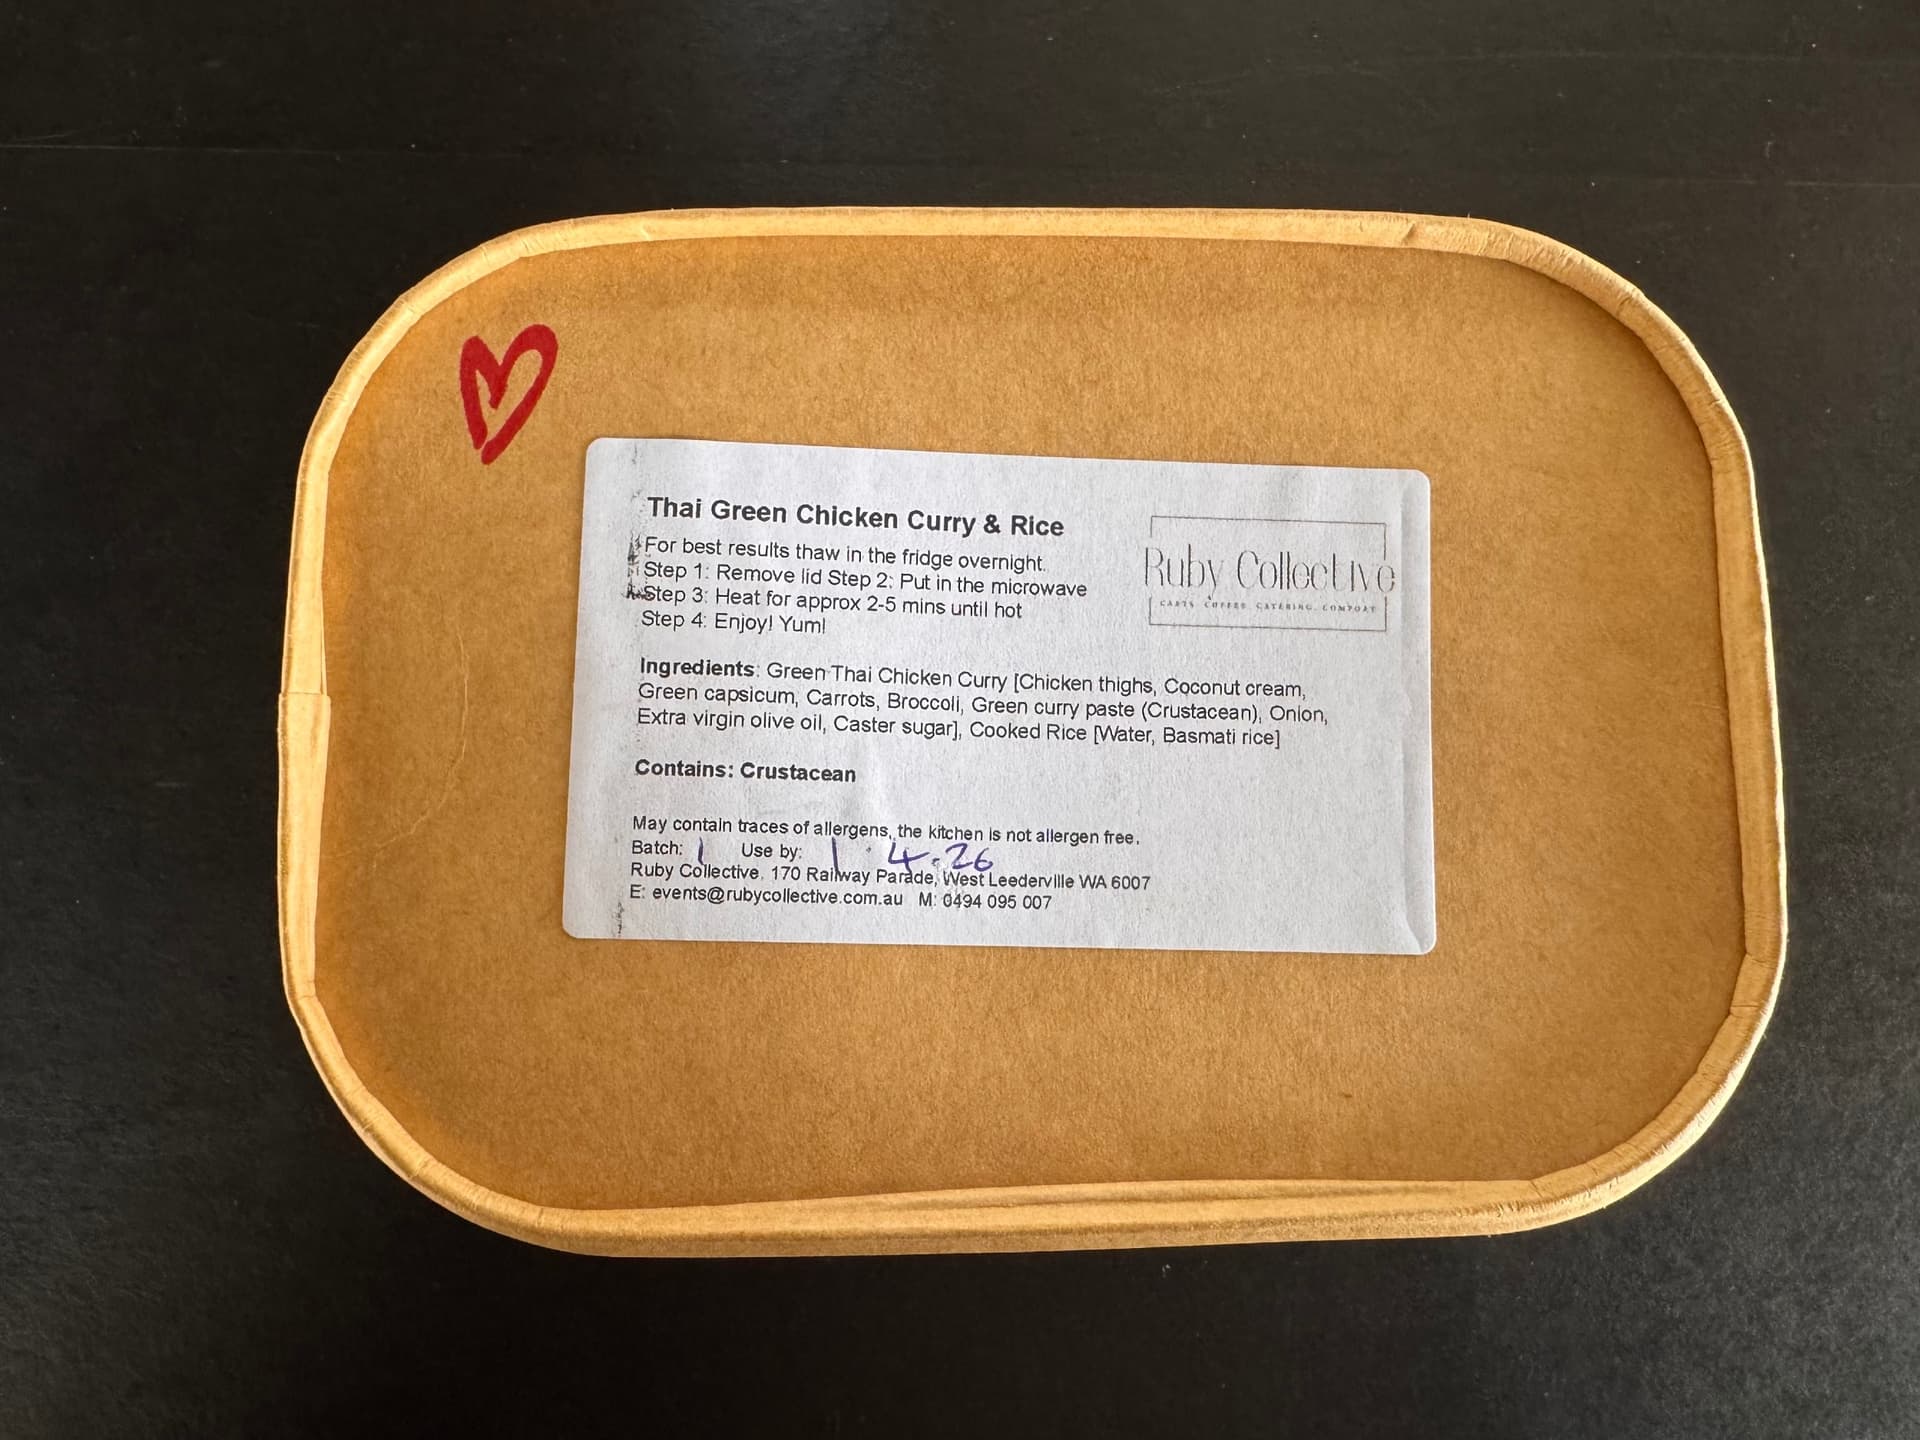 Thai Green Chicken Curry & Rice
For best results thaw in the fridge overnight.
Step 1: Remove lid Step 2: Put in the microwave
Step 3: Heat for approx 2-5 mins until hot
Step 4: Enjoy! Yum!
Ruby Collective
CARTS. COFFEE. CATERING. COMFORT
Ingredients: Green Thai Chicken Curry [Chicken thighs, Coconut cream,
Green capsicum, Carrots, Broccoli, Green curry paste (Crustacean), Onion,
Extra virgin olive oil, Caster sugar], Cooked Rice [Water, Basmati rice]
Contains: Crustacean
May contain traces of allergens, the kitchen is not allergen free.
Batch: 1 Use by: 1.4.26
Ruby Collective. 170 Railway Parade, West Leederville WA 6007
E: events@rubycollective.com.au M: 0494 095 007